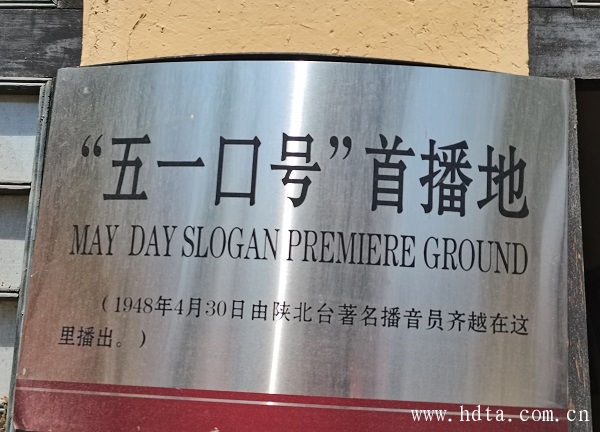 “五一口号”首播地
MAY DAY SLOGAN PREMIERE GROUND
（1948年4月30日由陕北台著名播音员齐越在这
里播出。）
www.hdta.com.cn